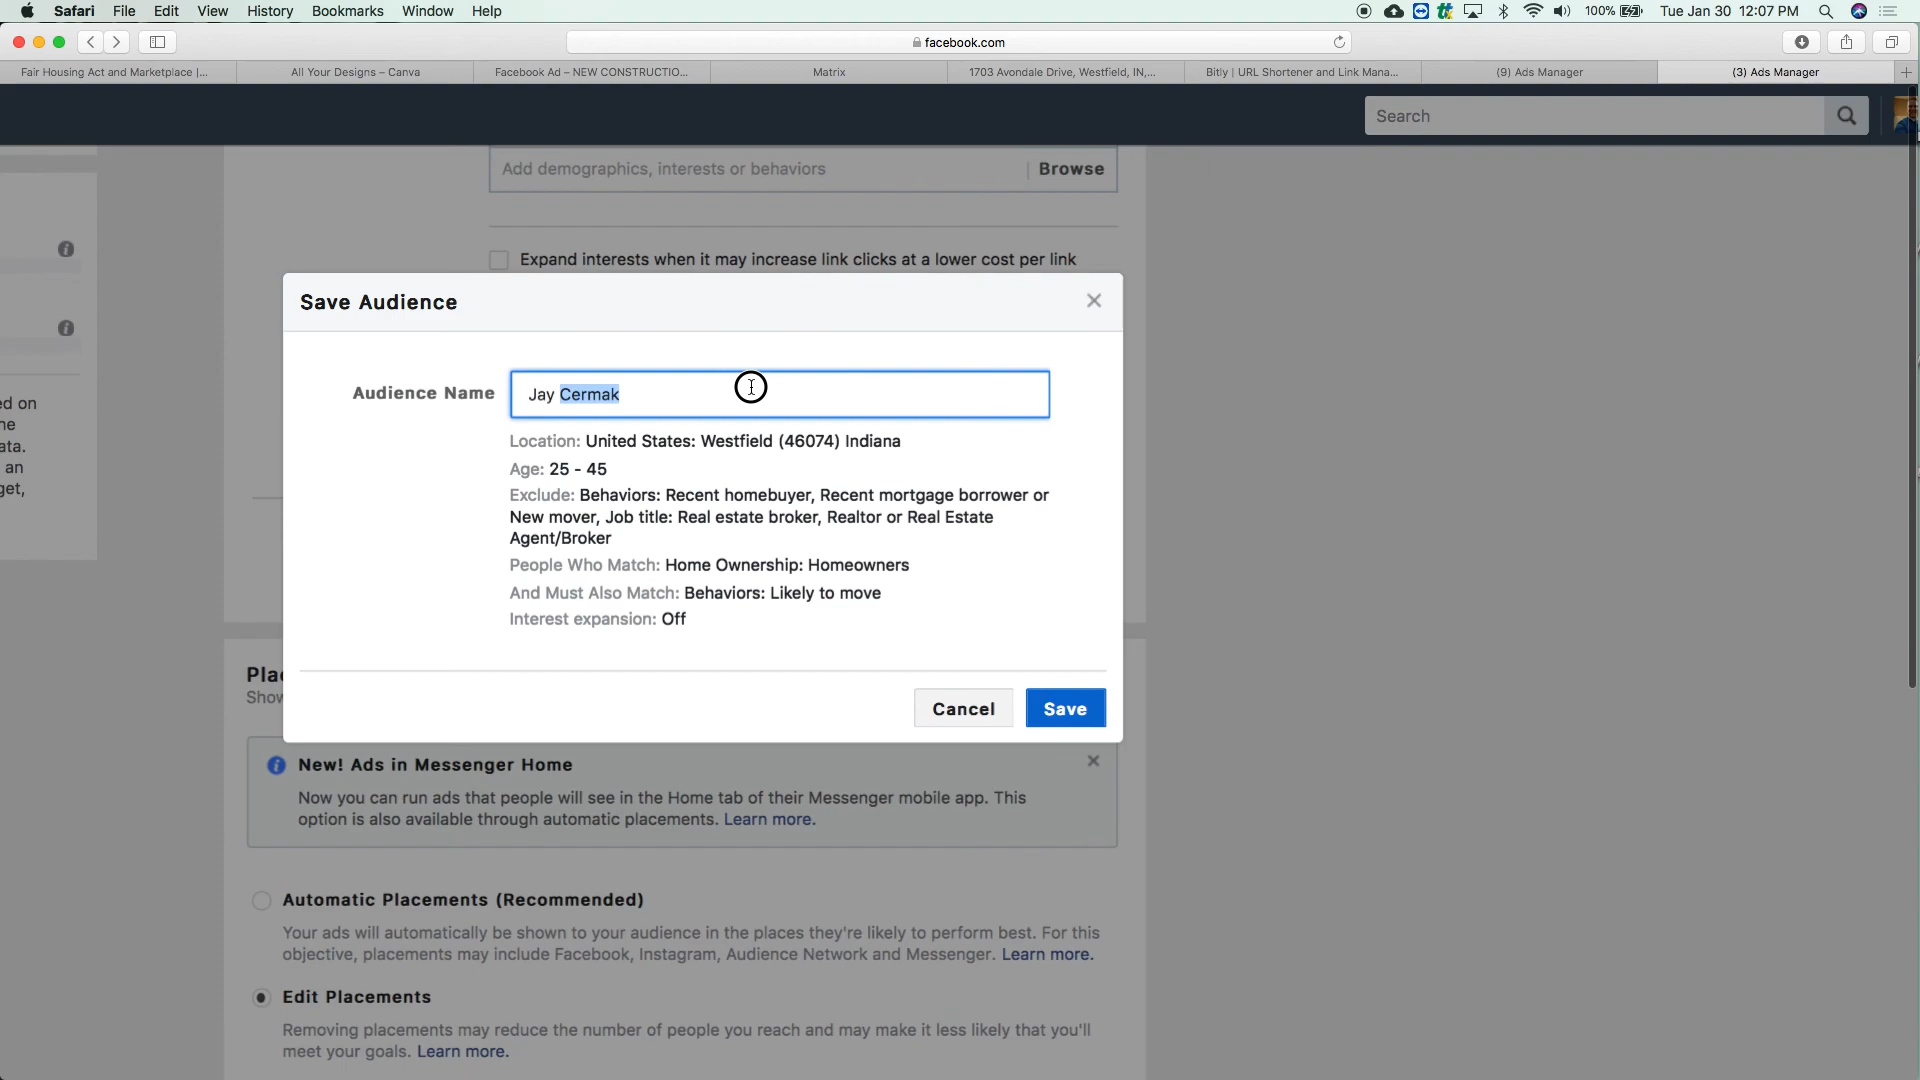 Safari File Edit View History Bookmarks Window Help 100% Tue Jan 30 12:07 PM
facebook.com
Fair Housing Act and Marketplace |... All Your Designs – Canva Facebook Ad – NEW CONSTRUCTIO... Matrix 1703 Avondale Drive, Westfield, IN,... Bitly | URL Shortener and Link Mana... (9) Ads Manager (3) Ads Manager
Search
Add demographics, interests or behaviors Browse
Expand interests when it may increase link clicks at a lower cost per link
Save Audience
Audience Name Jay Cermak
Location: United States: Westfield (46074) Indiana
Age: 25 - 45
Exclude: Behaviors: Recent homebuyer, Recent mortgage borrower or
New mover, Job title: Real estate broker, Realtor or Real Estate
Agent/Broker
People Who Match: Home Ownership: Homeowners
And Must Also Match: Behaviors: Likely to move
Interest expansion: Off
Cancel Save
ed on
ne
ata.
an
get,
Pla
Show
New! Ads in Messenger Home
Now you can run ads that people will see in the Home tab of their Messenger mobile app. This
option is also available through automatic placements. Learn more.
Automatic Placements (Recommended)
Your ads will automatically be shown to your audience in the places they're likely to perform best. For this
objective, placements may include Facebook, Instagram, Audience Network and Messenger. Learn more.
Edit Placements
Removing placements may reduce the number of people you reach and may make it less likely that you'll
meet your goals. Learn more.